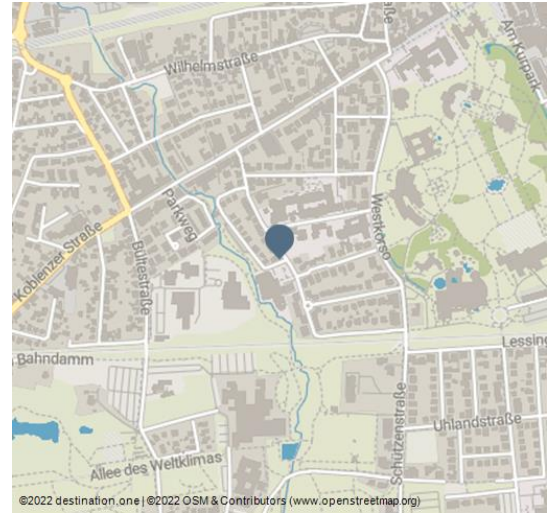 Wilhelmstraße
Am Kurpark
Parkweg
Westkorso
Koblenzer Straße
Bültestraße
Bahndamm
Lessing
Schützenstraße
Uhlandstraße
Allee des Weltklimas
©2022 destination.one | ©2022 OSM & Contributors (www.openstreetmap.org)